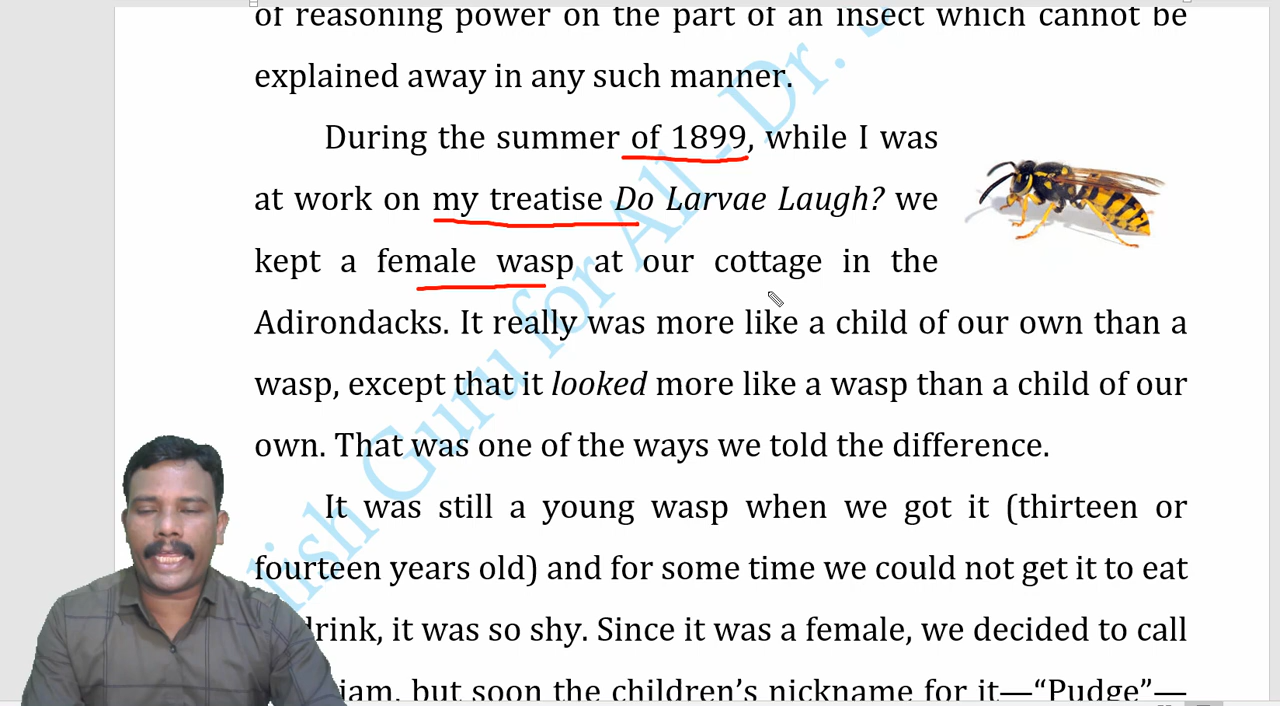 of reasoning power on the part of an insect which cannot be
explained away in any such manner.
During the summer of 1899, while I was
at work on my treatise Do Larvae Laugh? we
kept a female wasp at our cottage in the
Adirondacks. It really was more like a child of our own than a
wasp, except that it looked more like a wasp than a child of our
own. That was one of the ways we told the difference.
It was still a young wasp when we got it (thirteen or
fourteen years old) and for some time we could not get it to eat
drink, it was so shy. Since it was a female, we decided to call
but soon the children's nickname for it—“Pudge”—
Guru for All - Dr.